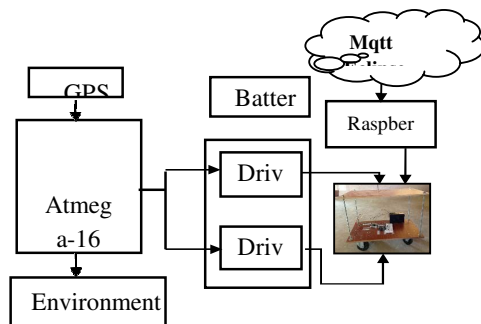 Mqtt
GPS
Batter
Raspber
Driv
Atmeg
a-16
Driv
Environment